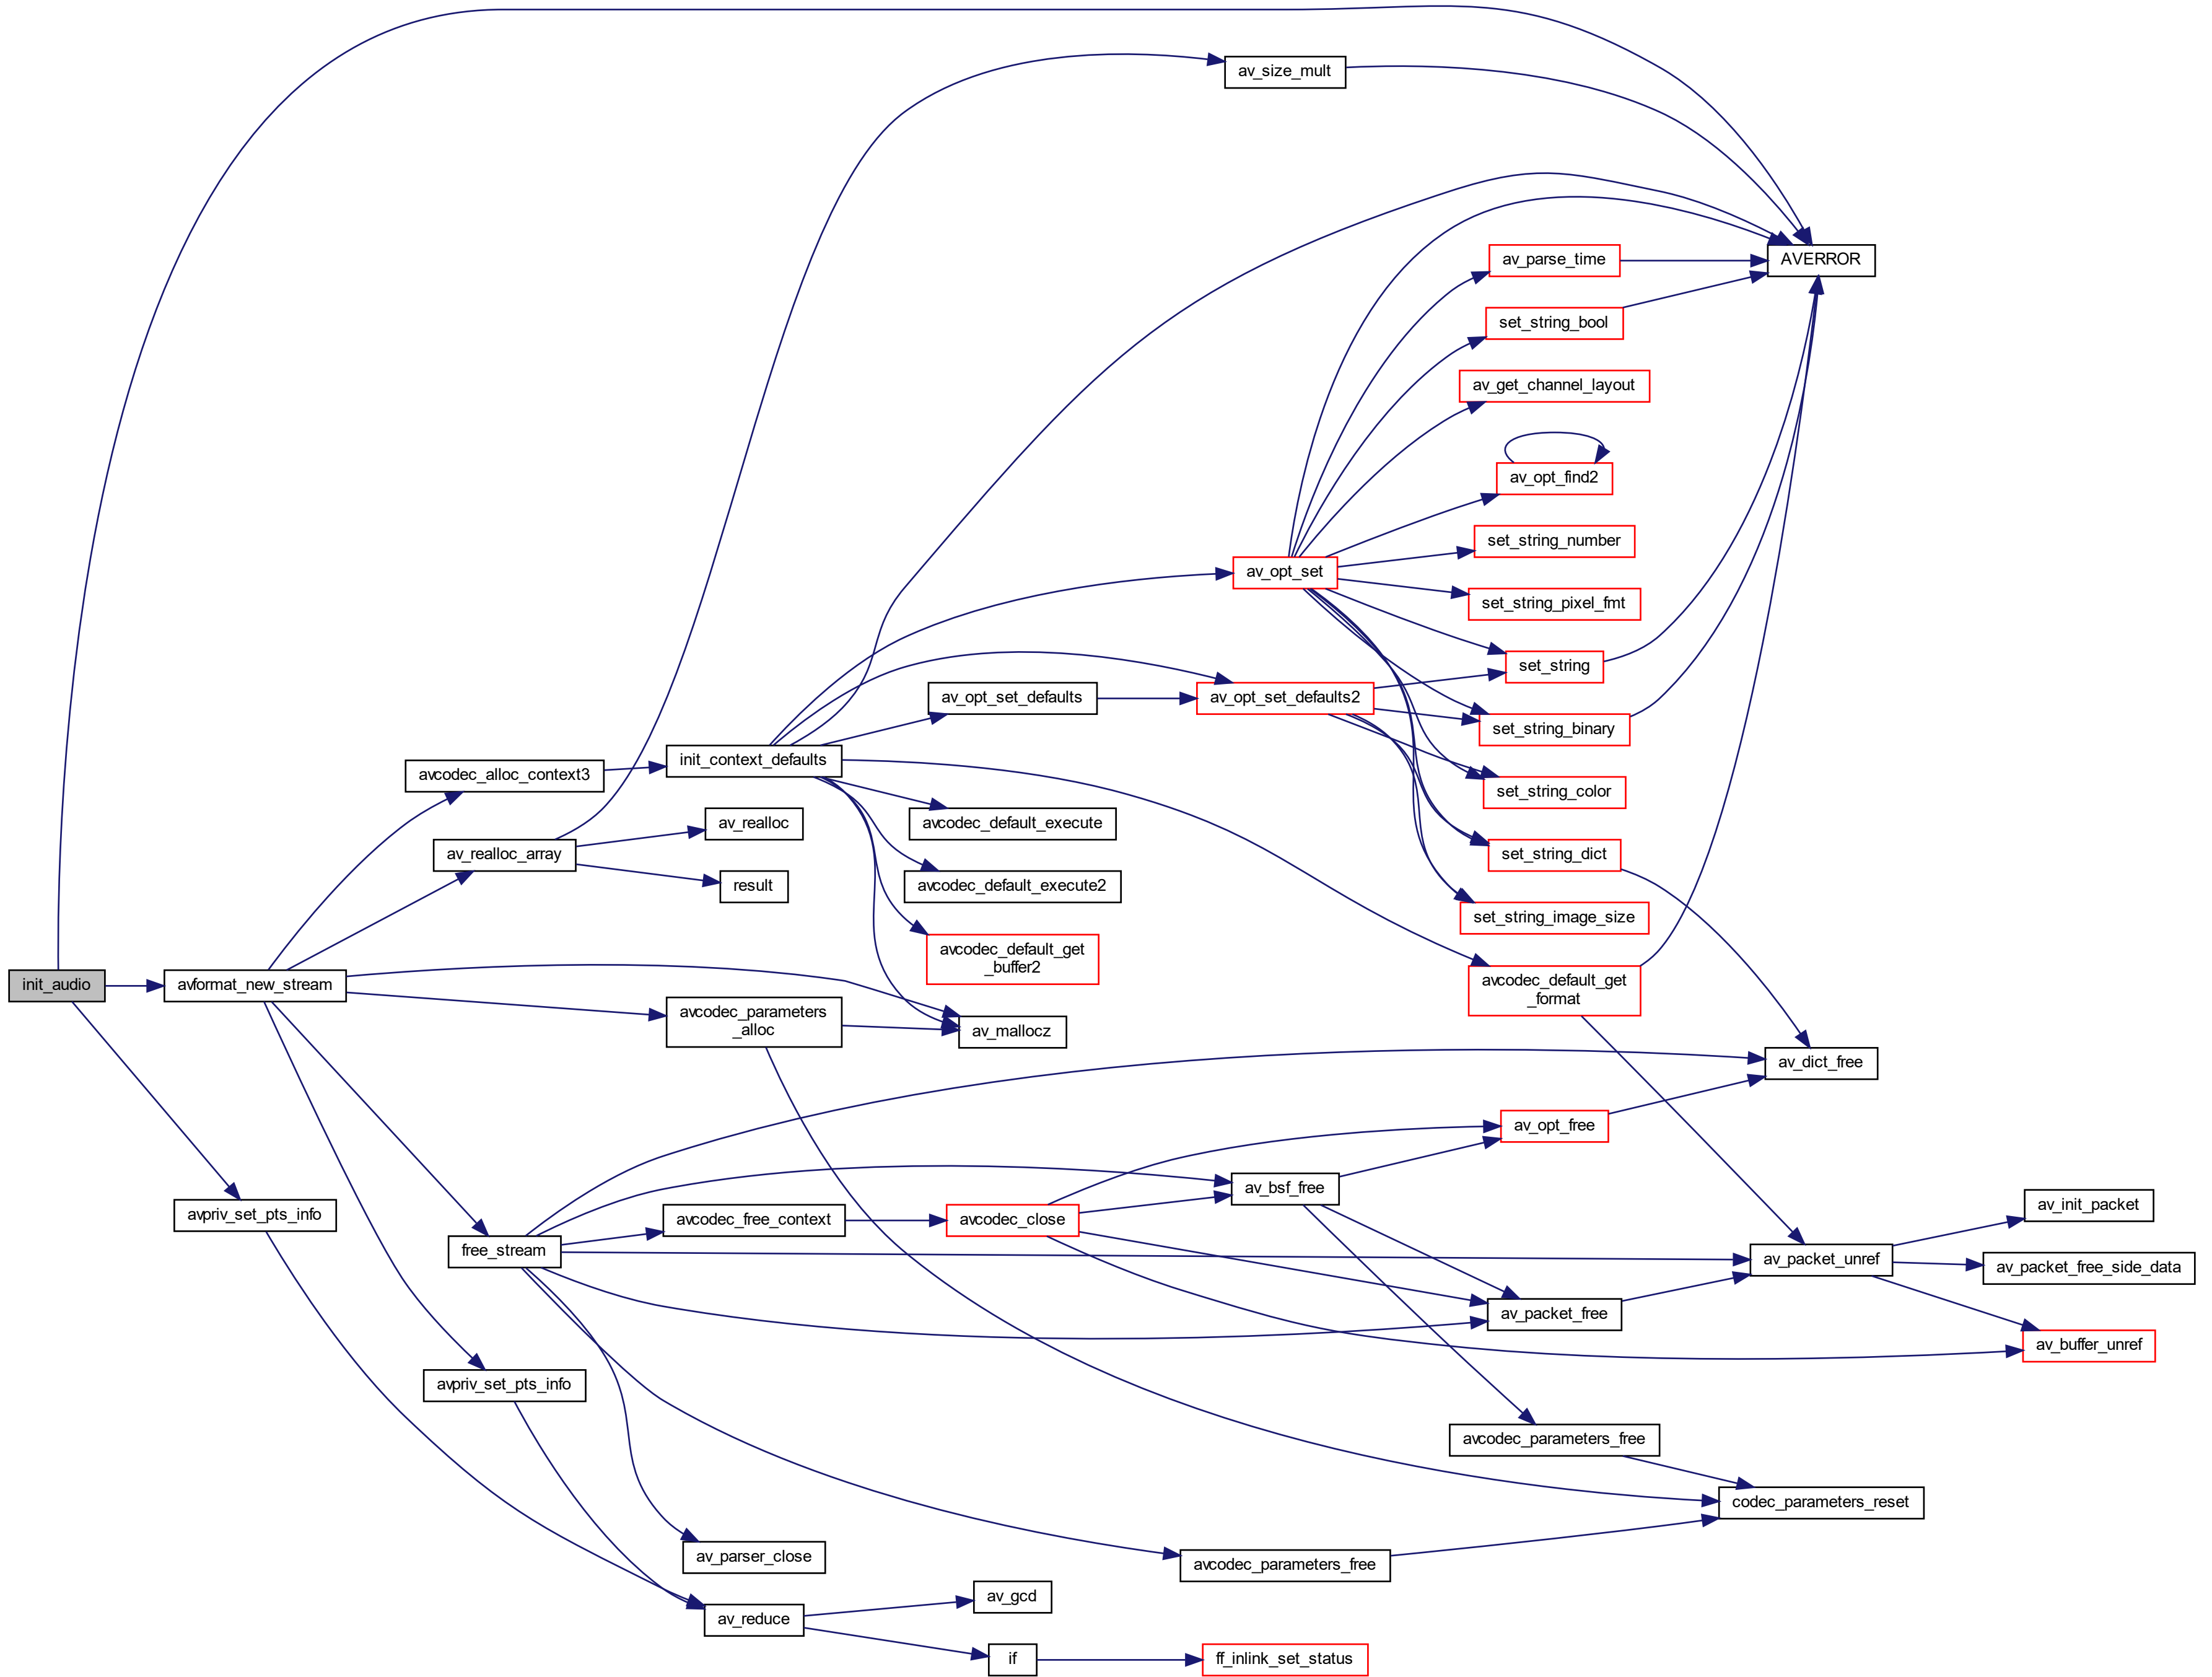 init_audio
avformat_new_stream
avpriv_set_pts_info
avcodec_alloc_context3
av_realloc_array
free_stream
avpriv_set_pts_info
init_context_defaults
av_realloc
result
avcodec_parameters
_alloc
avcodec_free_context
av_parser_close
av_reduce
av_opt_set_defaults
avcodec_default_execute
avcodec_default_execute2
avcodec_default_get
_buffer2
av_mallocz
avcodec_close
av_gcd
if
av_size_mult
av_opt_set
av_opt_set_defaults2
av_bsf_free
avcodec_parameters_free
ff_inlink_set_status
av_parse_time
set_string_bool
av_get_channel_layout
av_opt_find2
set_string_number
set_string_pixel_fmt
set_string
set_string_binary
set_string_color
set_string_dict
set_string_image_size
avcodec_default_get
_format
av_opt_free
av_packet_free
avcodec_parameters_free
AVERROR
av_dict_free
av_packet_unref
codec_parameters_reset
av_init_packet
av_packet_free_side_data
av_buffer_unref